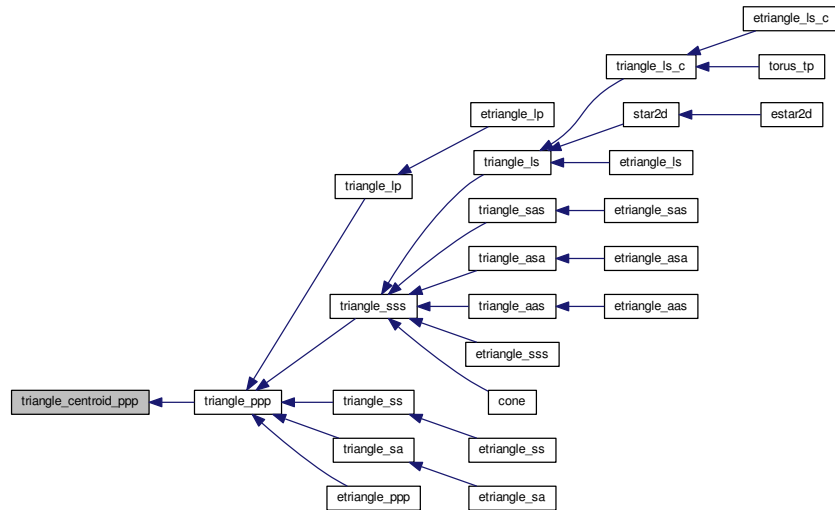 etriangle_ls_c
triangle_ls_c
torus_tp
etriangle_lp
star2d
estar2d
triangle_ls
etriangle_ls
triangle_lp
triangle_sas
etriangle_sas
triangle_asa
etriangle_asa
triangle_sss
triangle_aas
etriangle_aas
etriangle_sss
triangle_centroid_ppp
triangle_ppp
triangle_ss
cone
triangle_sa
etriangle_ss
etriangle_ppp
etriangle_sa